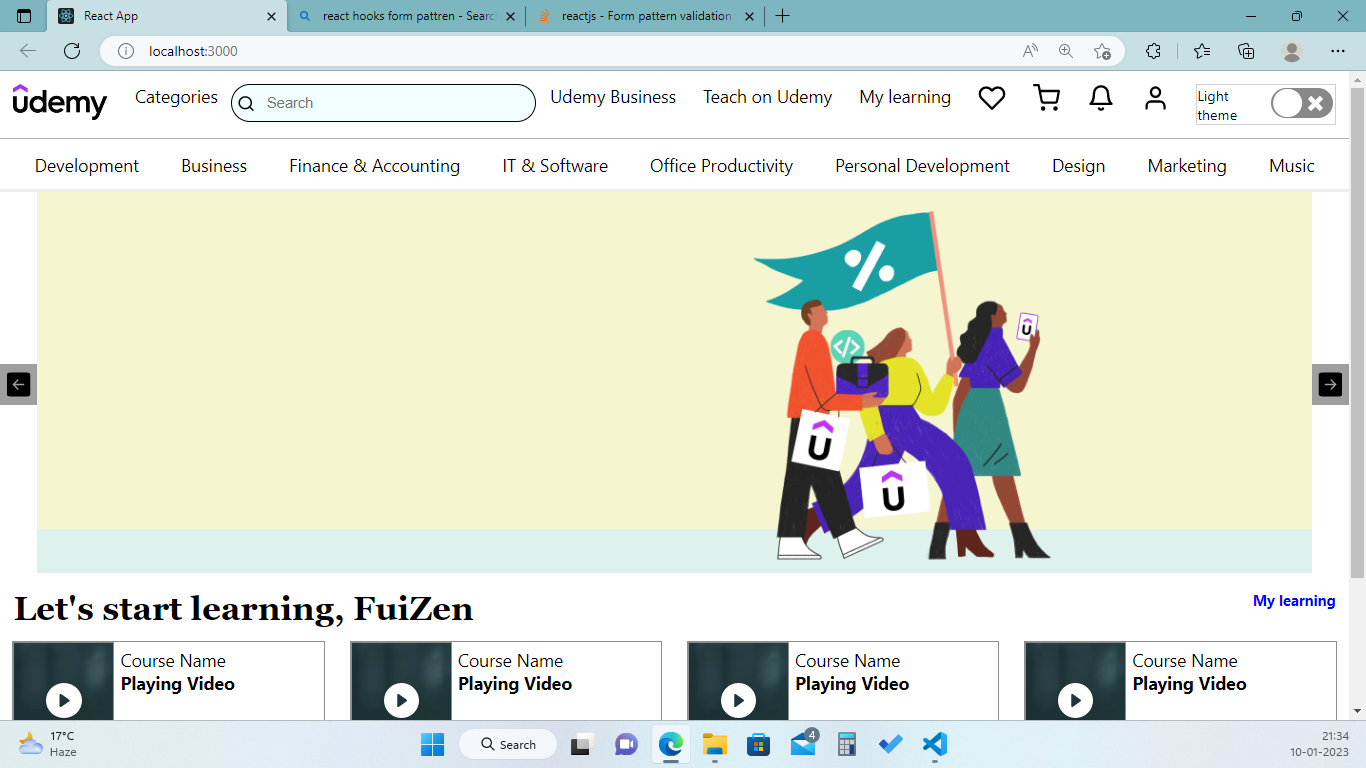 React App
react hooks form pattren - Searc
reactjs - Form pattern validation
localhost:3000
udemy
Categories
Search
Udemy Business
Teach on Udemy
My learning
Light
theme
Development
Business
Finance & Accounting
IT & Software
Office Productivity
Personal Development
Design
Marketing
Music
%
</>
U
U
U
Let's start learning, FuiZen
My learning
Course Name
Playing Video
Course Name
Playing Video
Course Name
Playing Video
Course Name
Playing Video
17°C
Haze
Search
4
21:34
10-01-2023